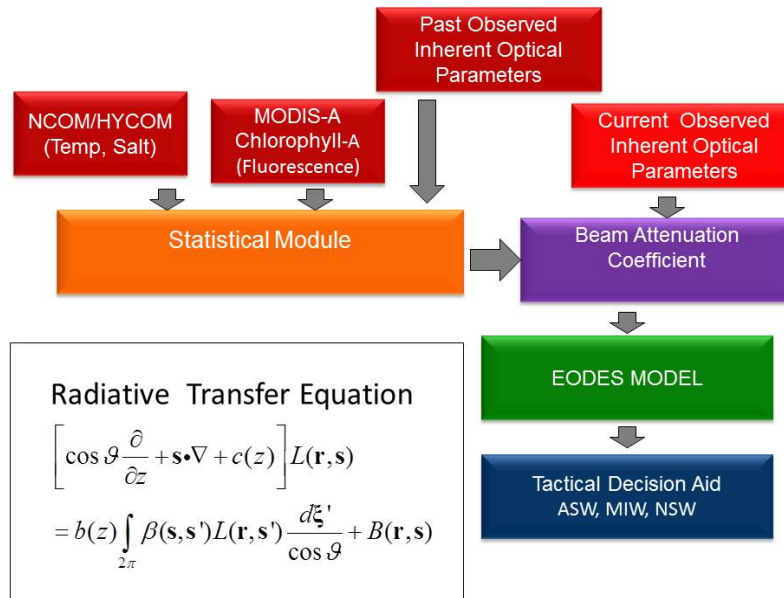 Past Observed
Inherent Optical
Parameters
NCOM/HYCOM
(Temp, Salt)
MODIS-A
Chlorophyll-A
(Fluorescence)
Current Observed
Inherent Optical
Parameters
Statistical Module
Beam Attenuation
Coefficient
EODES MODEL
Tactical Decision Aid
ASW, MIW, NSW
Radiative Transfer Equation
[cos ϑ ∂/∂z + s•∇ + c(z)] L(r,s)
= b(z) ∫2π β(s,s')L(r,s') dξ'/cos ϑ + B(r,s)